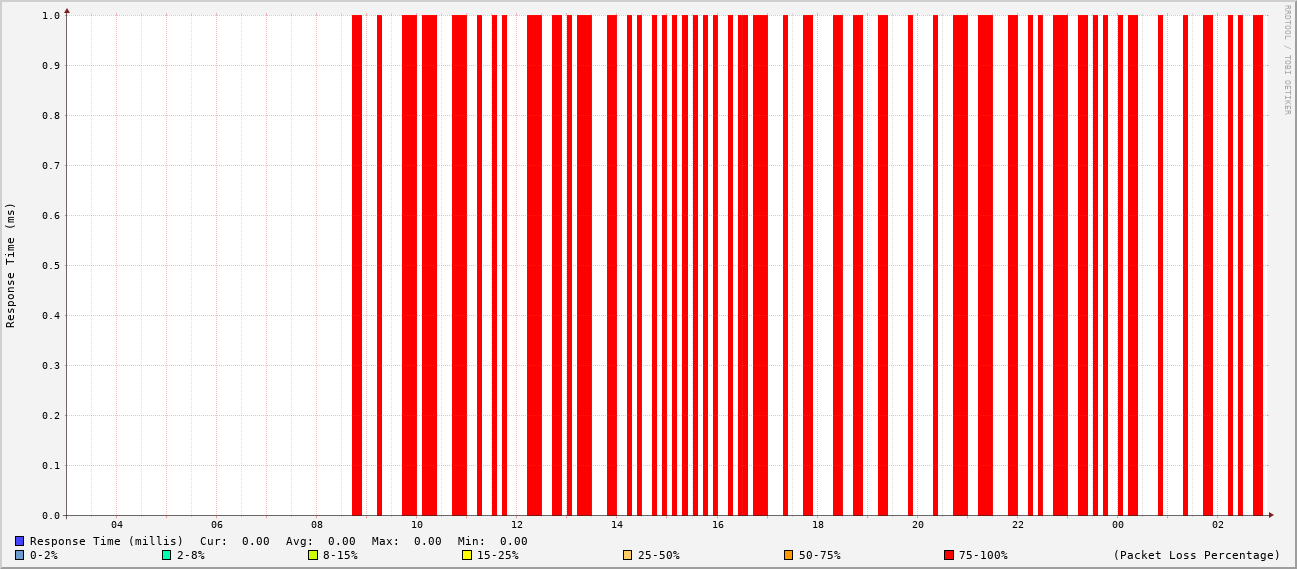 RRDTOOL / TOBI OETIKER
Response Time (ms)
1.0
0.9
0.8
0.7
0.6
0.5
0.4
0.3
0.2
0.1
0.0
04 06 08 10 12 14 16 18 20 22 00 02
Response Time (millis) Cur: 0.00 Avg: 0.00 Max: 0.00 Min: 0.00
0-2% 2-8% 8-15% 15-25% 25-50% 50-75% 75-100% (Packet Loss Percentage)